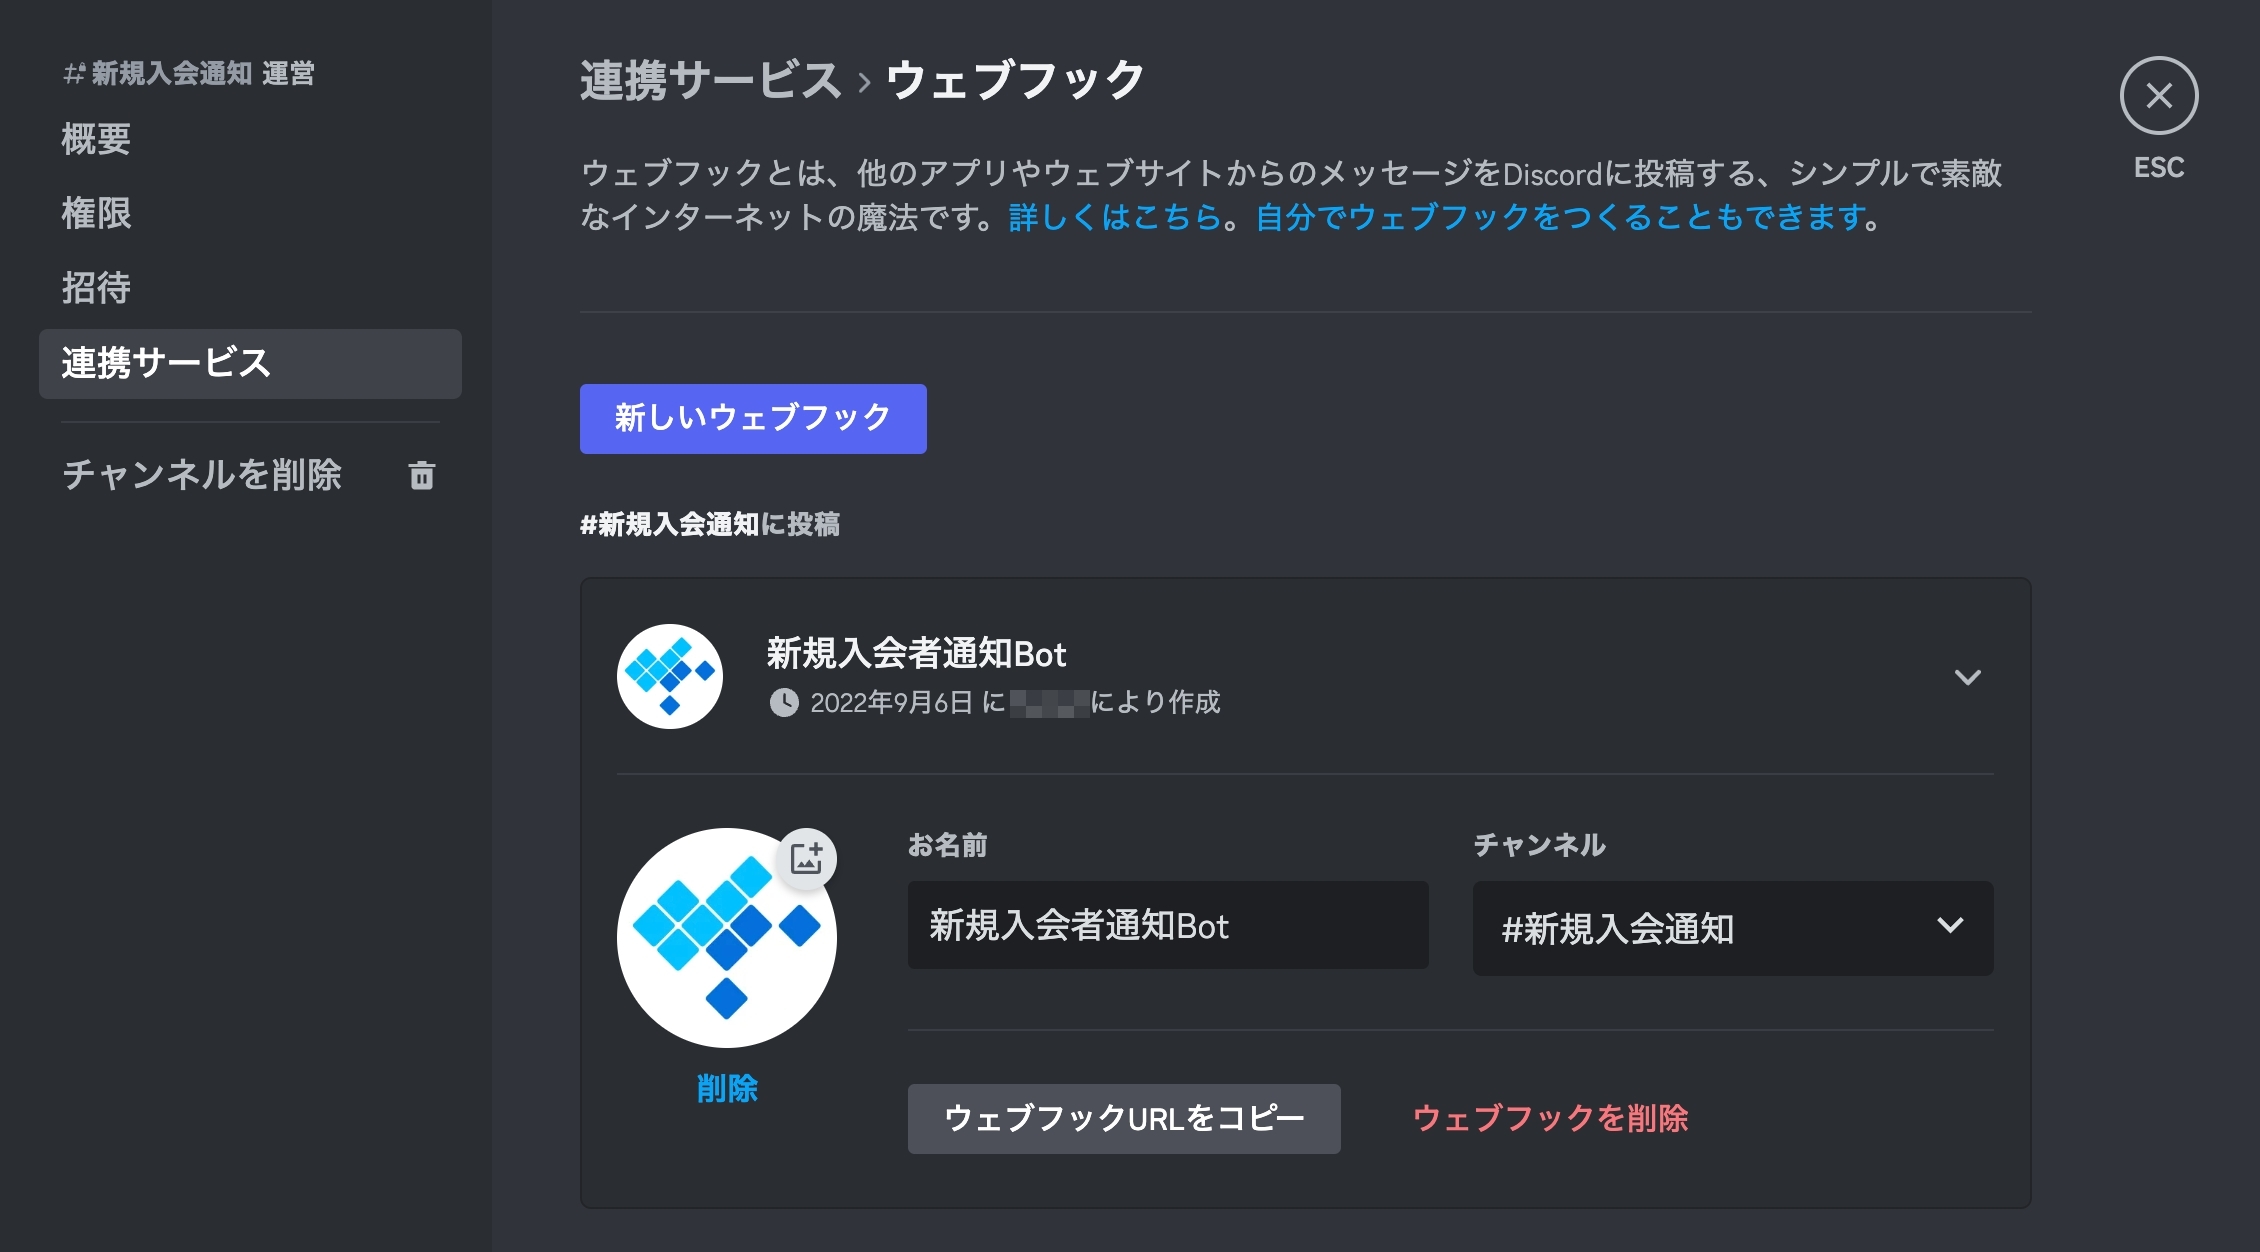 #新規入会通知 運営
概要
権限
招待
連携サービス
チャンネルを削除
連携サービス › ウェブフック
ESC
ウェブフックとは、他のアプリやウェブサイトからのメッセージをDiscordに投稿する、シンプルで素敵
なインターネットの魔法です。詳しくはこちら。自分でウェブフックをつくることもできます。
新しいウェブフック
#新規入会通知に投稿
新規入会者通知Bot
2022年9月6日 に により作成
お名前
新規入会者通知Bot
チャンネル
#新規入会通知
削除
ウェブフックURLをコピー
ウェブフックを削除